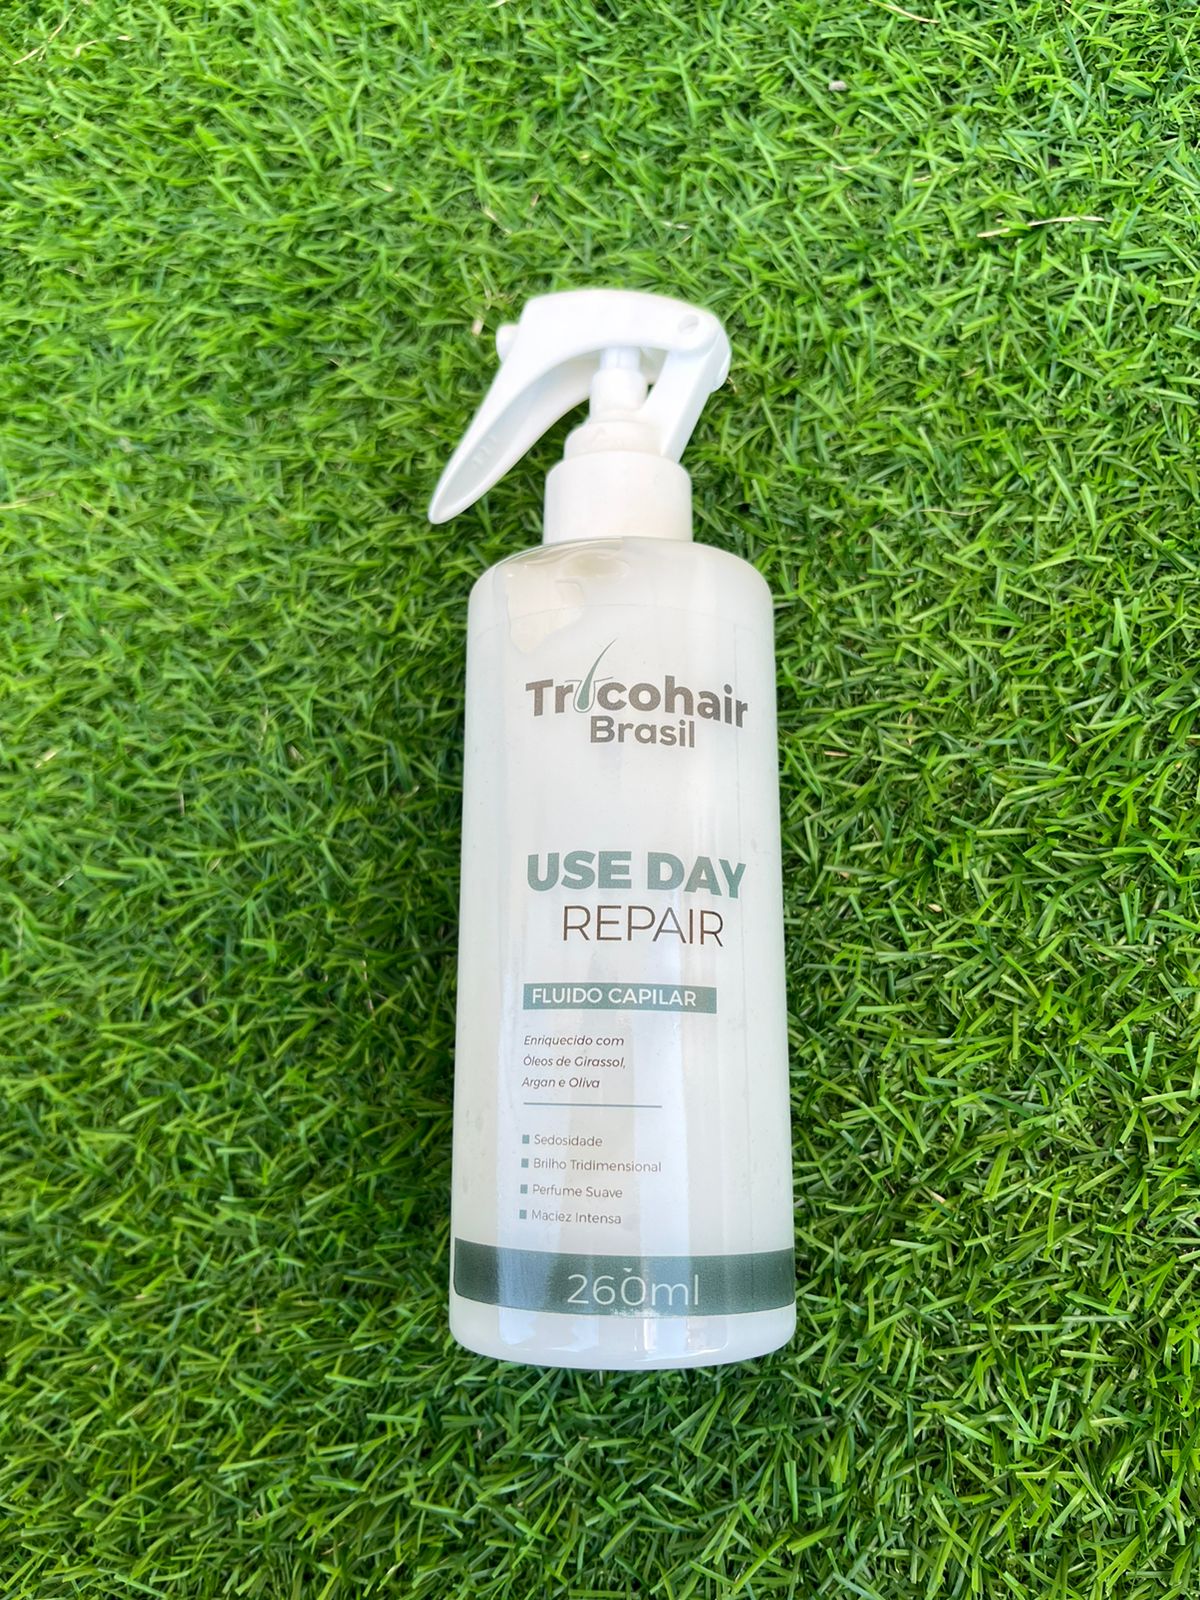 Tricohair
Brasil
USE DAY
REPAIR
FLUIDO CAPILAR
Enriquecido com
Óleos de Girassol,
Argan e Oliva
Sedosidade
Brilho Tridimensional
Perfume Suave
Maciez Intensa
260ml